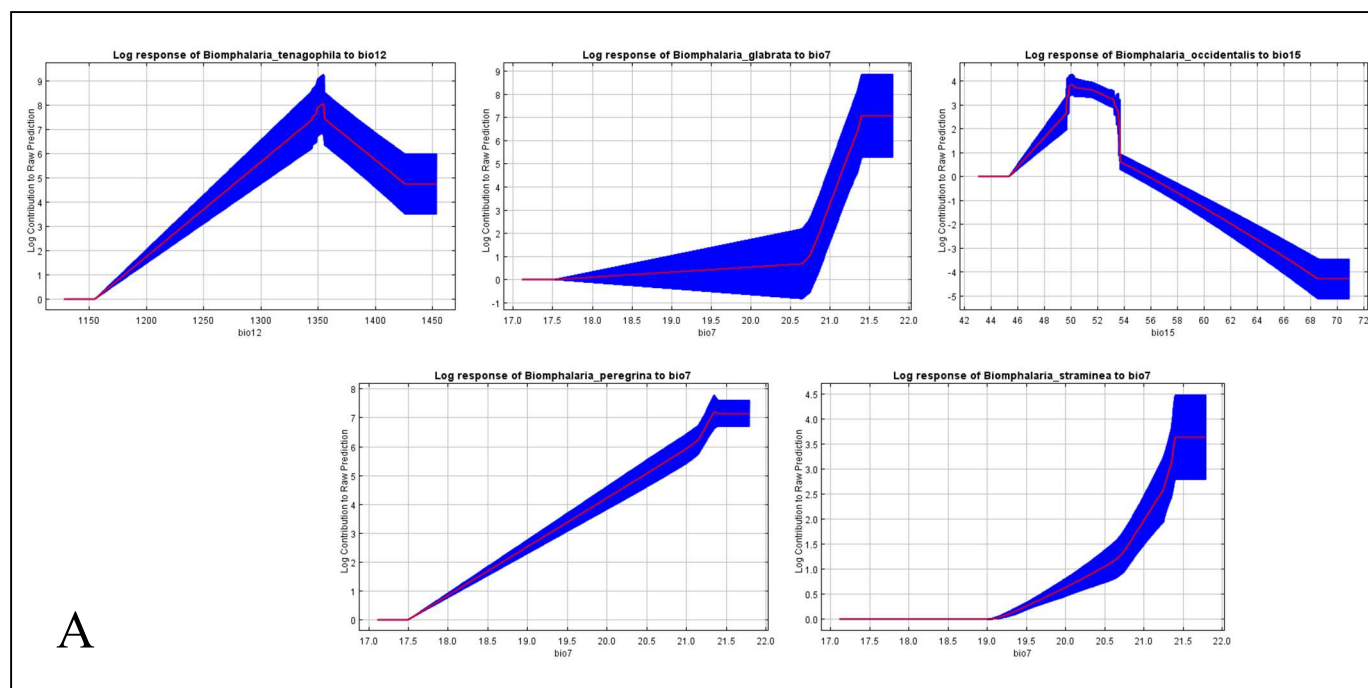 Log response of Biomphalaria_tenagophila to bio12
Log Contribution to Raw Prediction
9
8
7
6
5
4
3
2
1
0
1150 1200 1250 1300 1350 1400 1450
bio12
Log response of Biomphalaria_glabrata to bio7
Log Contribution to Raw Prediction
9
8
7
6
5
4
3
2
1
0
-1
17.0 17.5 18.0 18.5 19.0 19.5 20.0 20.5 21.0 21.5 22.0
bio7
Log response of Biomphalaria_occidentalis to bio15
Log Contribution to Raw Prediction
4
3
2
1
0
-1
-2
-3
-4
-5
42 44 46 48 50 52 54 56 58 60 62 64 66 68 70 72
bio15
Log response of Biomphalaria_peregrina to bio7
Log Contribution to Raw Prediction
8
7
6
5
4
3
2
1
0
17.0 17.5 18.0 18.5 19.0 19.5 20.0 20.5 21.0 21.5 22.0
bio7
Log response of Biomphalaria_straminea to bio7
Log Contribution to Raw Prediction
4.5
4.0
3.5
3.0
2.5
2.0
1.5
1.0
0.5
0.0
17.0 17.5 18.0 18.5 19.0 19.5 20.0 20.5 21.0 21.5 22.0
bio7
A